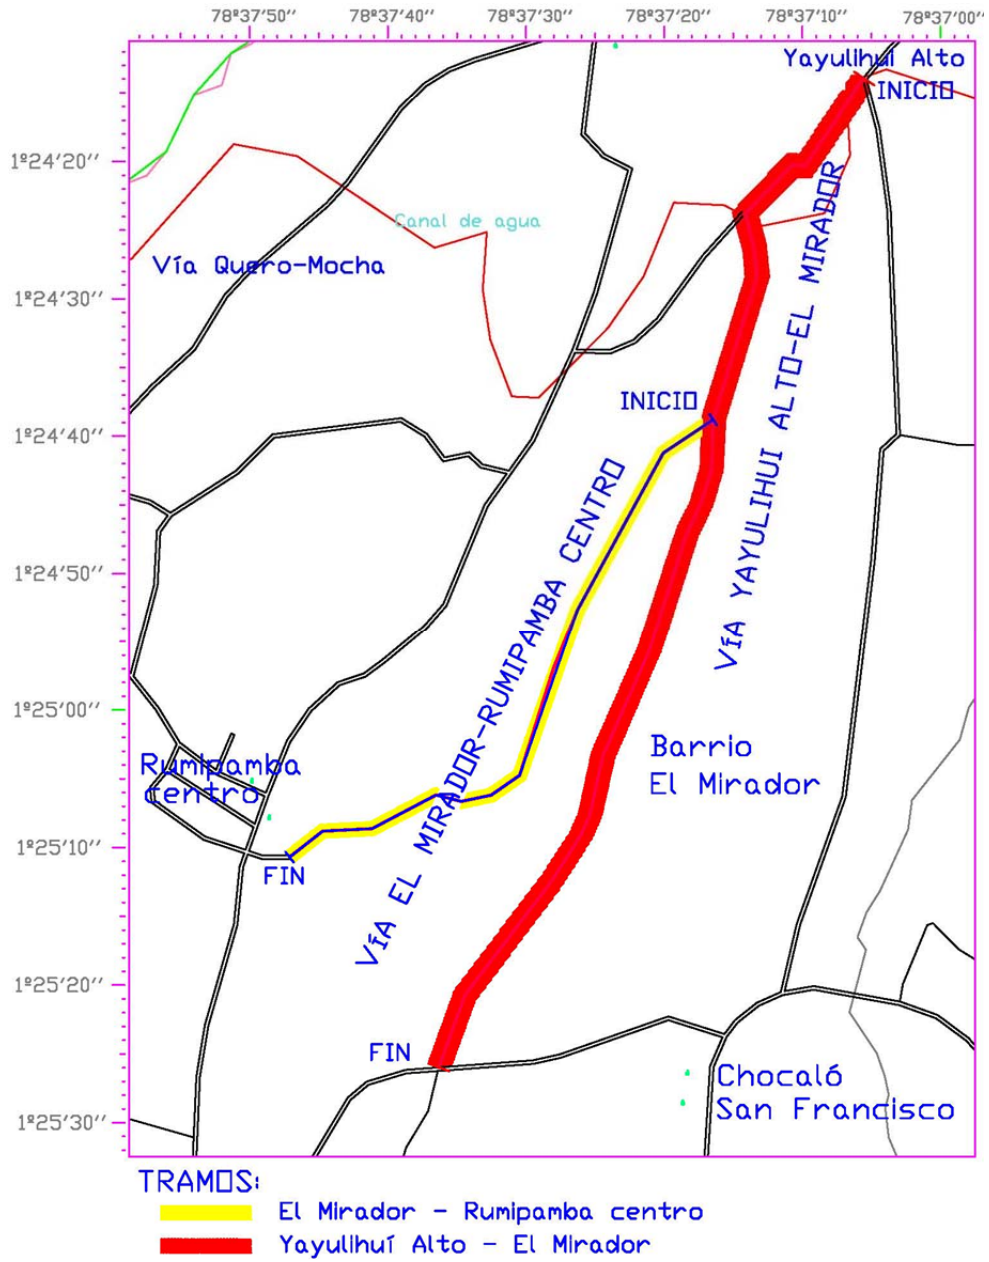 78º37'50'' 78º37'40'' 78º37'30'' 78º37'20'' 78º37'10'' 78º37'00''
Yayulihuí Alto
INICIO
1º24'20''
Canal de agua
Vía Quero-Mocha
1º24'30''
VÍA YAYULIHUI ALTO-EL MIRADOR
INICIO
1º24'40''
VÍA EL MIRADOR-RUMIPAMBA CENTRO
1º24'50''
1º25'00''
Barrio
El Mirador
Rumipamba
centro
1º25'10''
FIN
1º25'20''
FIN
Chocaló
San Francisco
1º25'30''
TRAMOS:
El Mirador - Rumipamba centro
Yayulihuí Alto - El Mirador